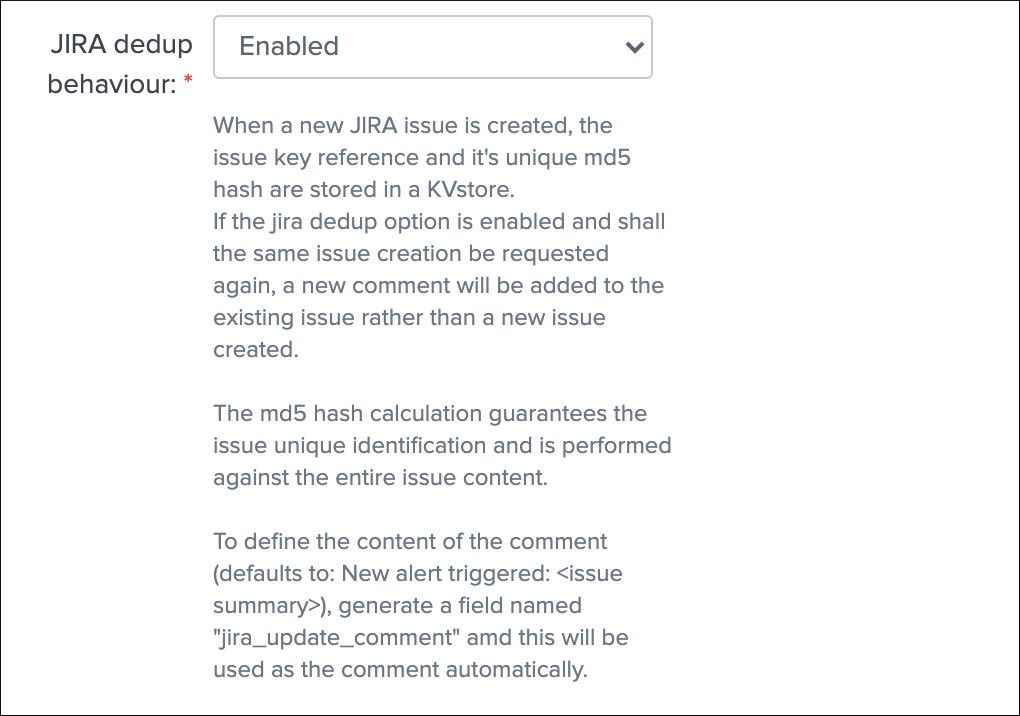 JIRA dedup
behaviour: *
Enabled
When a new JIRA issue is created, the
issue key reference and it's unique md5
hash are stored in a KVstore.
If the jira dedup option is enabled and shall
the same issue creation be requested
again, a new comment will be added to the
existing issue rather than a new issue
created.
The md5 hash calculation guarantees the
issue unique identification and is performed
against the entire issue content.
To define the content of the comment
(defaults to: New alert triggered: <issue
summary>), generate a field named
"jira_update_comment" amd this will be
used as the comment automatically.